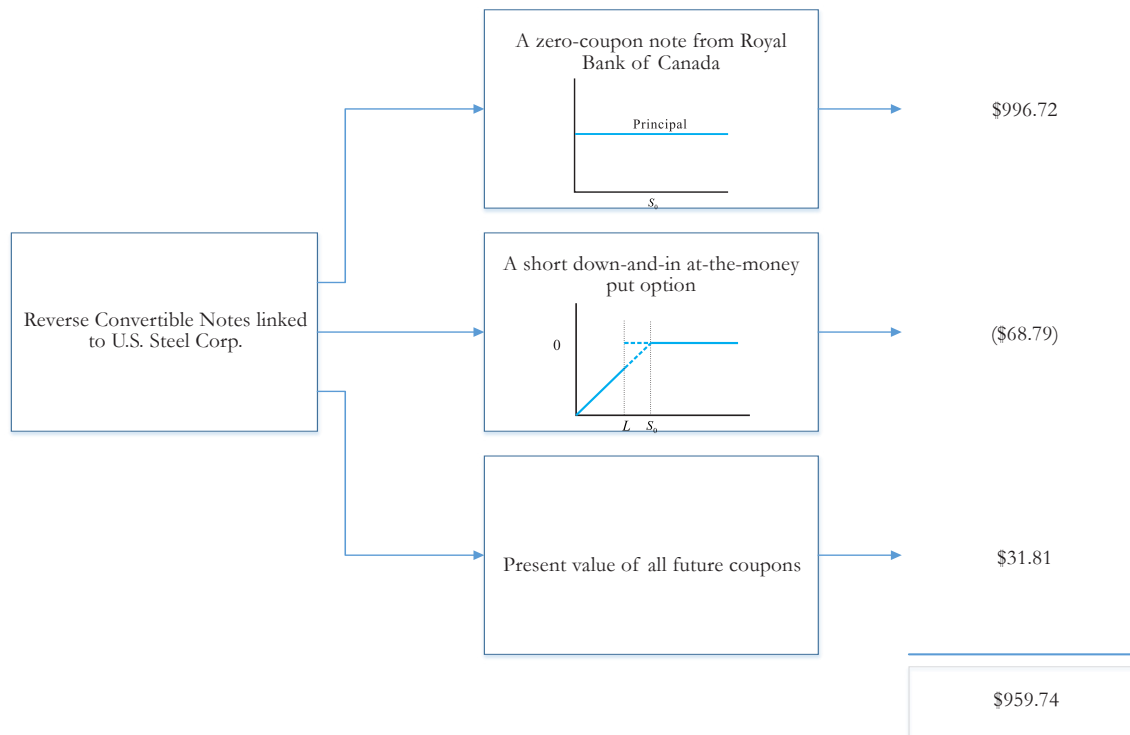 A zero-coupon note from Royal
Bank of Canada
Principal
S₀
$996.72
Reverse Convertible Notes linked
to U.S. Steel Corp.
A short down-and-in at-the-money
put option
0
L
S₀
($68.79)
Present value of all future coupons
$31.81
$959.74